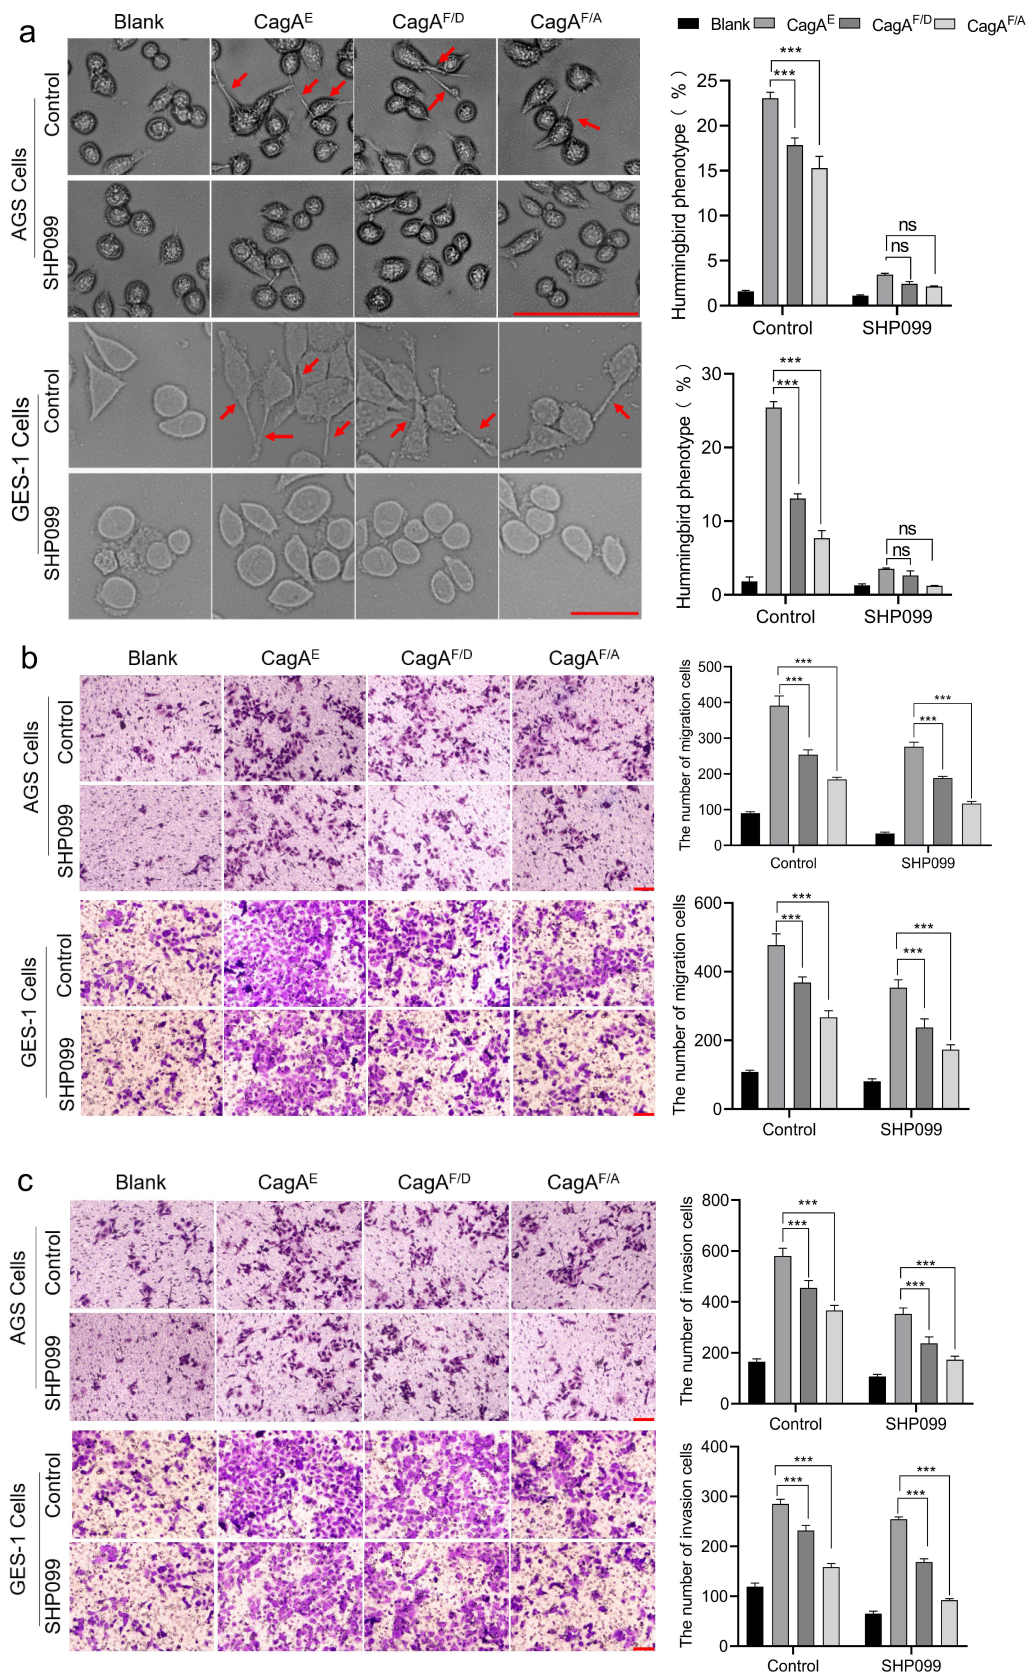 a
Blank CagAE CagAF/D CagAF/A
AGS Cells
Control
SHP099
GES-1 Cells
Control
SHP099
Blank CagAE CagAF/D CagAF/A
Hummingbird phenotype ( % )
25
20
15
10
5
0
***
***
ns
ns
Control SHP099
Hummingbird phenotype ( % )
30
20
10
0
***
***
ns
ns
Control SHP099
b
Blank CagAE CagAF/D CagAF/A
AGS Cells
Control
SHP099
GES-1 Cells
Control
SHP099
The number of migration cells
500
400
300
200
100
0
***
***
***
***
Control SHP099
The number of migration cells
600
400
200
0
***
***
***
***
Control SHP099
c
Blank CagAE CagAF/D CagAF/A
AGS Cells
Control
SHP099
GES-1 Cells
Control
SHP099
The number of invasion cells
800
600
400
200
0
***
***
***
***
Control SHP099
The number of invasion cells
400
300
200
100
0
***
***
***
***
Control SHP099